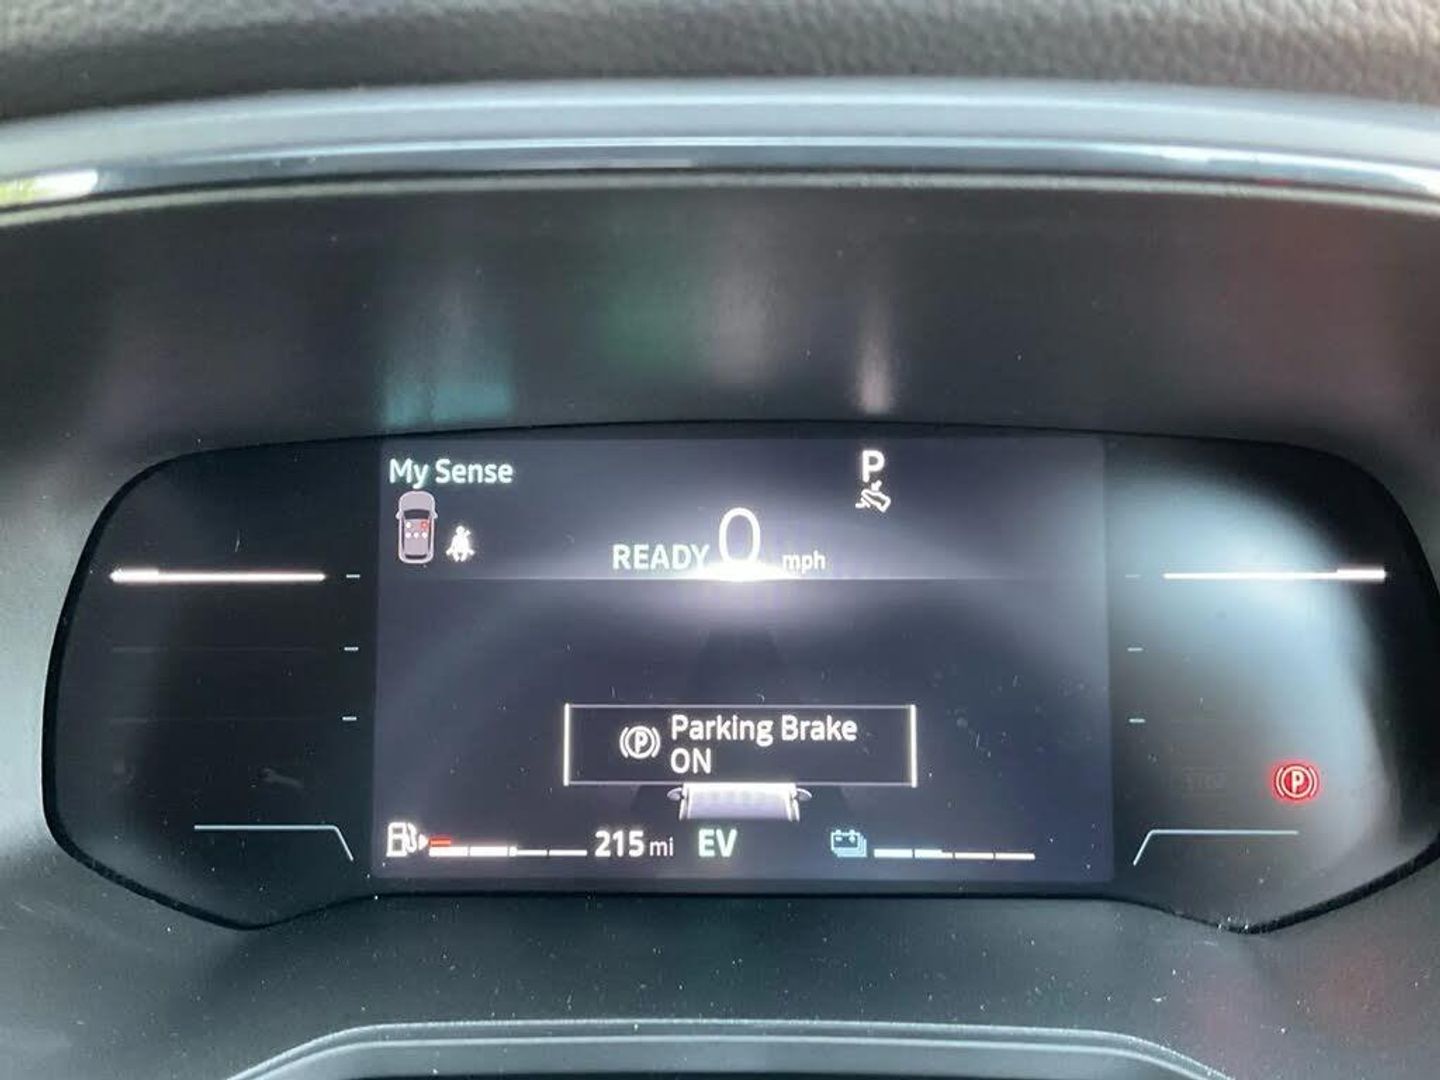 My Sense
P
READY 0 mph
Parking Brake
ON
215 mi EV